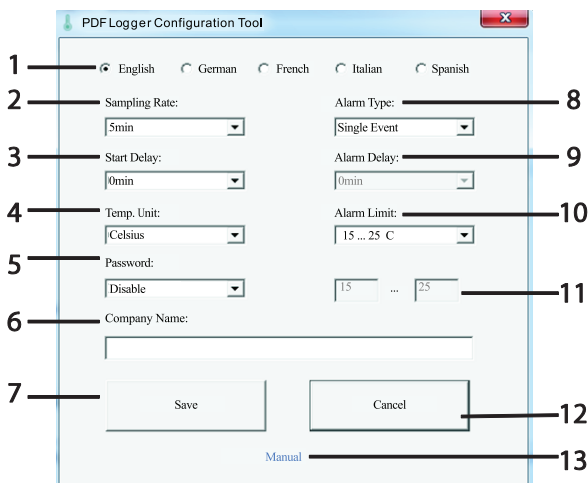 PDF Logger Configuration Tool
1 English German French Italian Spanish
2 Sampling Rate: Alarm Type: 8
5min Single Event
3 Start Delay: Alarm Delay: 9
0min 0min
4 Temp. Unit: Alarm Limit: 10
Celsius 15 ... 25 C
5 Password:
Disable 15 ... 25 11
6 Company Name:
7 Save Cancel 12
Manual 13